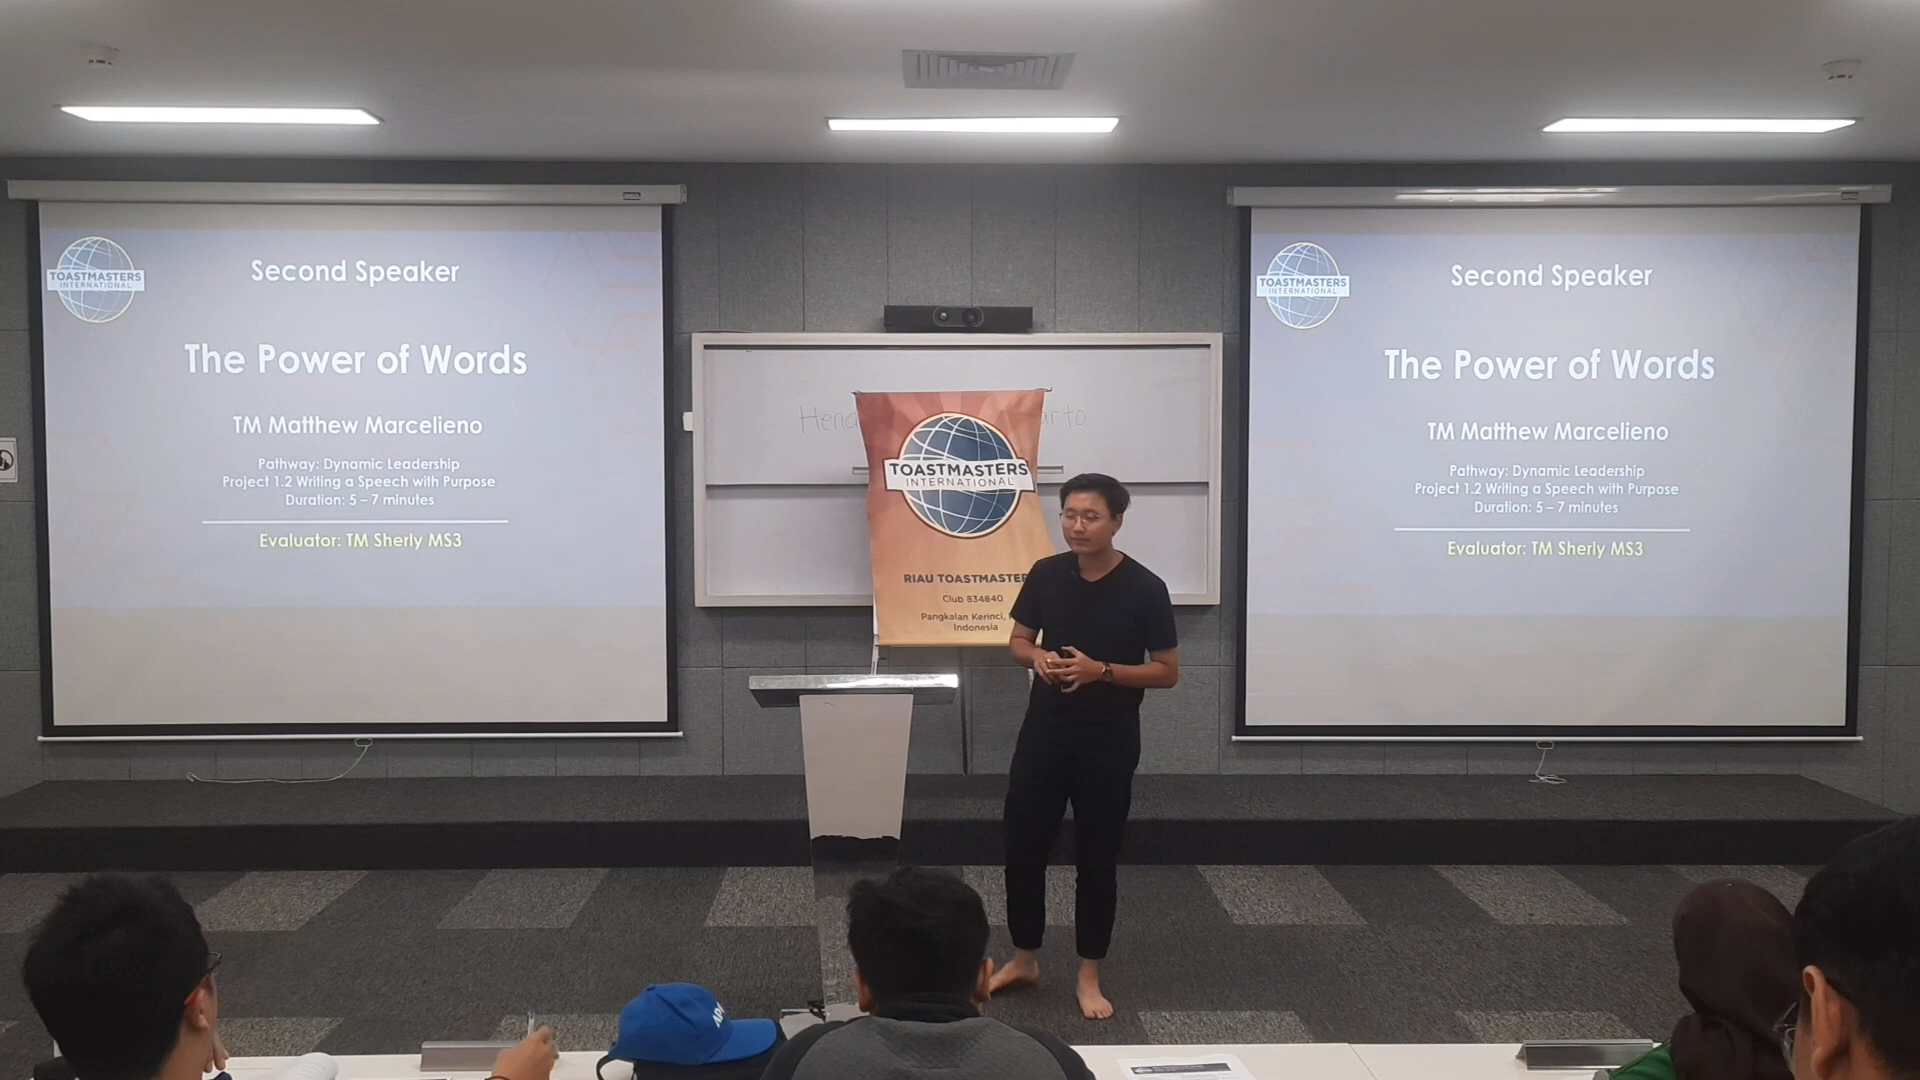 TOASTMASTERS
INTERNATIONAL
Second Speaker
The Power of Words
TM Matthew Marcelieno
Pathway: Dynamic Leadership
Project 1.2 Writing a Speech with Purpose
Duration: 5 – 7 minutes
Evaluator: TM Sherly MS3
Hend
arto
TOASTMASTERS
INTERNATIONAL
RIAU TOASTMASTER
Club 834840
Pangkalan Kerinci,
Indonesia
TOASTMASTERS
INTERNATIONAL
Second Speaker
The Power of Words
TM Matthew Marcelieno
Pathway: Dynamic Leadership
Project 1.2 Writing a Speech with Purpose
Duration: 5 – 7 minutes
Evaluator: TM Sherly MS3